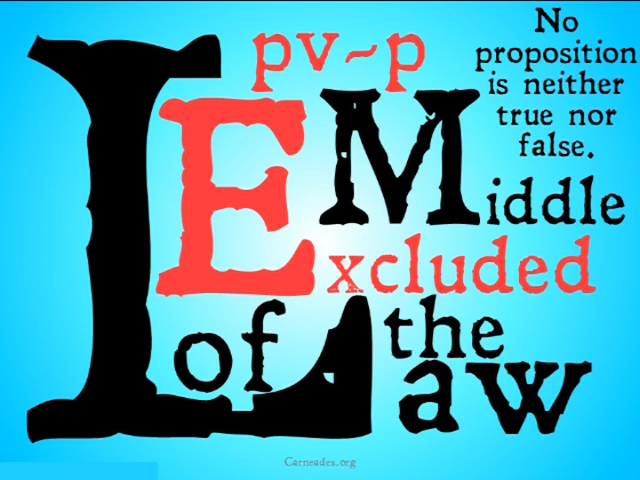 pv~p
No
proposition
is neither
true nor
false.
Law
of the
Excluded
Middle
Carneades.org